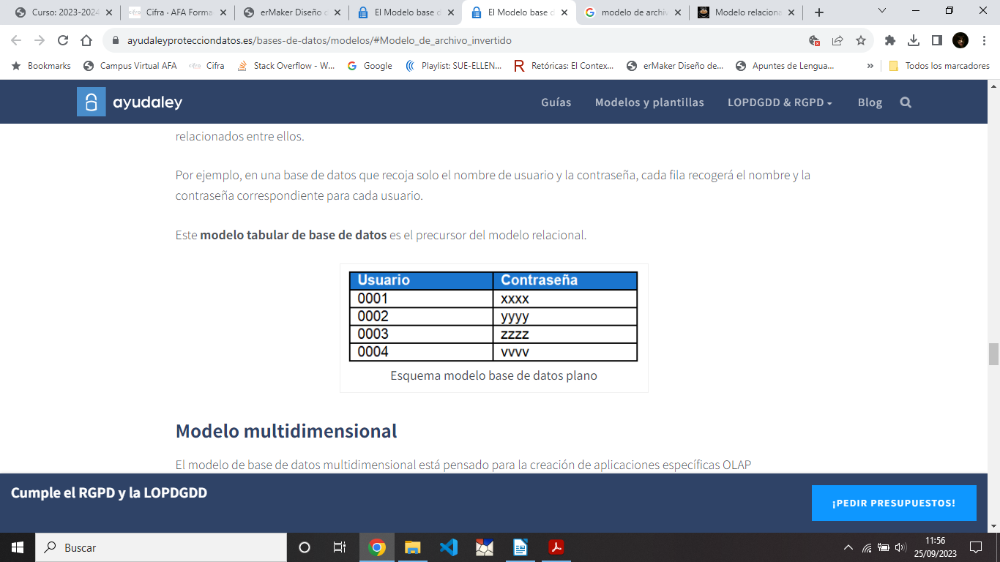 Curso: 2023-2024
Cifra · AFA Forma
erMaker Diseño d
El Modelo base d
El Modelo base d
modelo de archiv
Modelo relaciona
ayudaleyprotecciondatos.es/bases-de-datos/modelos/#Modelo_de_archivo_invertido
Bookmarks
Campus Virtual AFA
cifra Cifra
Stack Overflow - W...
Google
Playlist: SUE-ELLEN...
Retóricas: El Contex...
erMaker Diseño de...
Apuntes de Lengua...
»
Todos los marcadores
ayudaley
Guías
Modelos y plantillas
LOPDGDD & RGPD
Blog
relacionados entre ellos.
Por ejemplo, en una base de datos que recoja solo el nombre de usuario y la contraseña, cada fila recogerá el nombre y la
contraseña correspondiente para cada usuario.
Este modelo tabular de base de datos es el precursor del modelo relacional.
Usuario Contraseña
0001 xxxx
0002 yyyy
0003 zzzz
0004 vvvv
Esquema modelo base de datos plano
Modelo multidimensional
El modelo de base de datos multidimensional está pensado para la creación de aplicaciones específicas OLAP
Cumple el RGPD y la LOPDGDD
¡PEDIR PRESUPUESTOS!
Buscar
11:56
25/09/2023